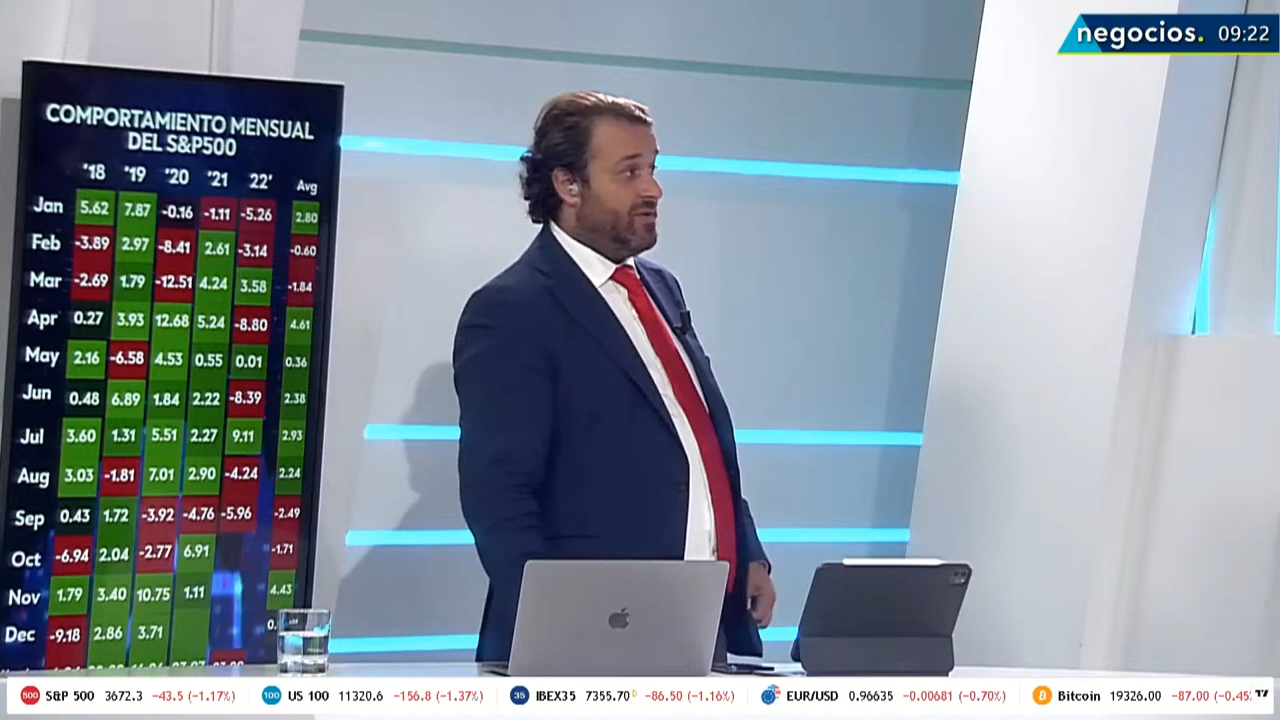 negocios. 09:22
COMPORTAMIENTO MENSUAL
DEL S&P500
'18 '19 '20 '21 22' Avg
Jan 5.62 7.87 -0.16 -1.11 -5.26 2.80
Feb -3.89 2.97 -8.41 2.61 -3.14 -0.60
Mar -2.69 1.79 -12.51 4.24 3.58 -1.84
Apr 0.27 3.93 12.68 5.24 -8.80 4.61
May 2.16 -6.58 4.53 0.55 0.01 0.36
Jun 0.48 6.89 1.84 2.22 -8.39 2.38
Jul 3.60 1.31 5.51 2.27 9.11 2.93
Aug 3.03 -1.81 7.01 2.90 -4.24 2.24
Sep 0.43 1.72 -3.92 -4.76 -5.96 -2.49
Oct -6.94 2.04 -2.77 6.91 -1.71
Nov 1.79 3.40 10.75 1.11 4.43
Dec -9.18 2.86 3.71 0.
500 S&P 500 3672.3 -43.5 (-1.17%) 100 US 100 11320.6 -156.8 (-1.37%) 35 IBEX35 7355.70 D -86.50 (-1.16%) EUR/USD 0.96635 -0.00681 (-0.70%) Bitcoin 19326.00 -87.00 (-0.45